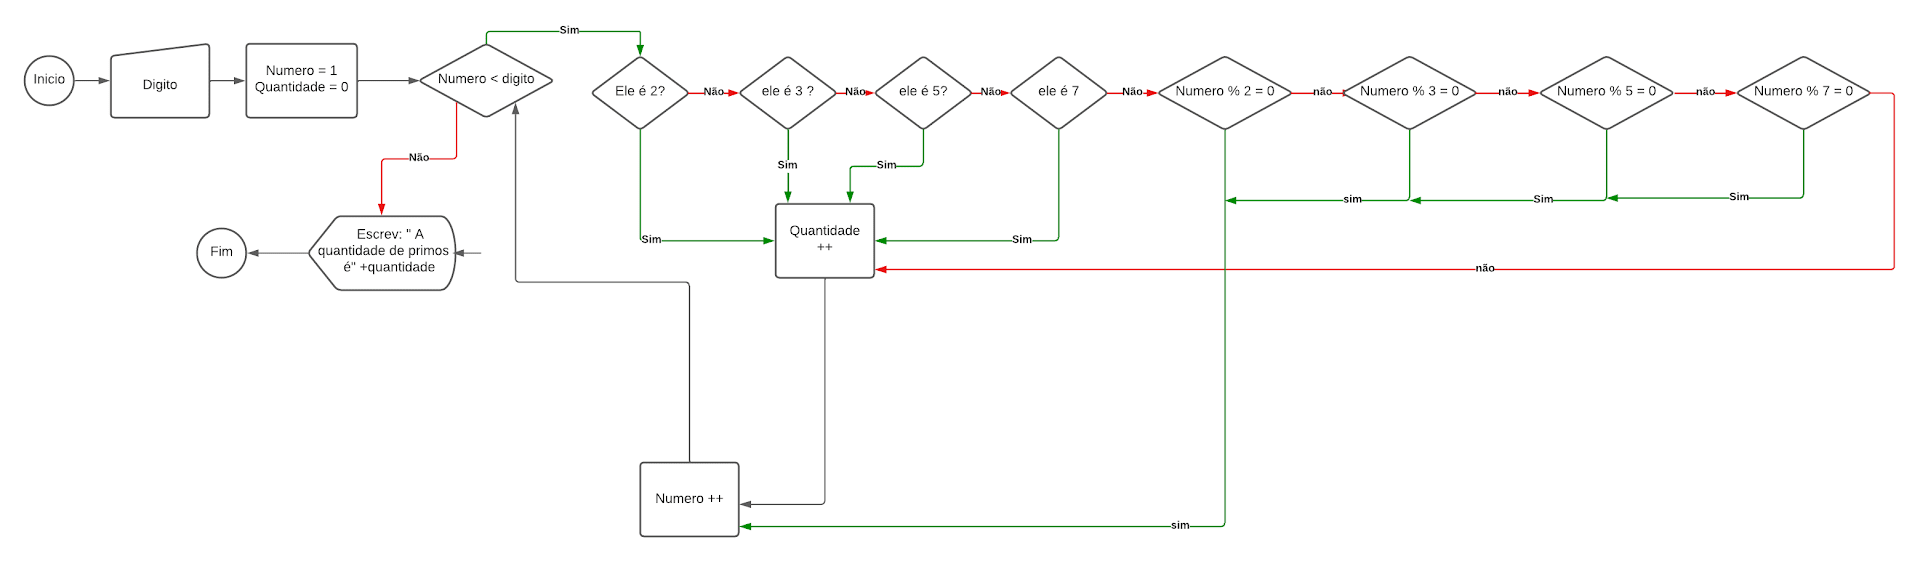 Inicio
Digito
Numero = 1
Quantidade = 0
Numero < digito
Sim
Ele é 2?
Não
ele é 3 ?
Não
ele é 5?
Não
ele é 7
Não
Numero % 2 = 0
não
Numero % 3 = 0
não
Numero % 5 = 0
não
Numero % 7 = 0
Não
Sim
Sim
Sim
Sim
Sim
Sim
sim
Sim
Sim
não
Quantidade
++
Escrev: " A
quantidade de primos
é" +quantidade
Fim
Numero ++
sim